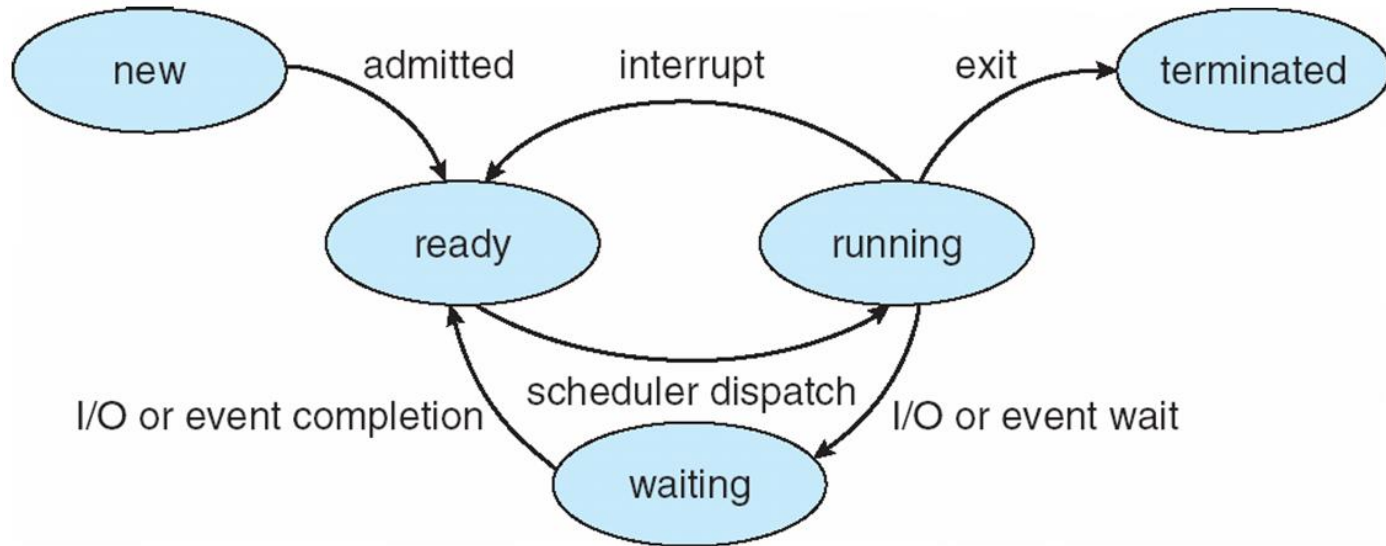 new
admitted
interrupt
exit
terminated
ready
running
scheduler dispatch
I/O or event completion
I/O or event wait
waiting